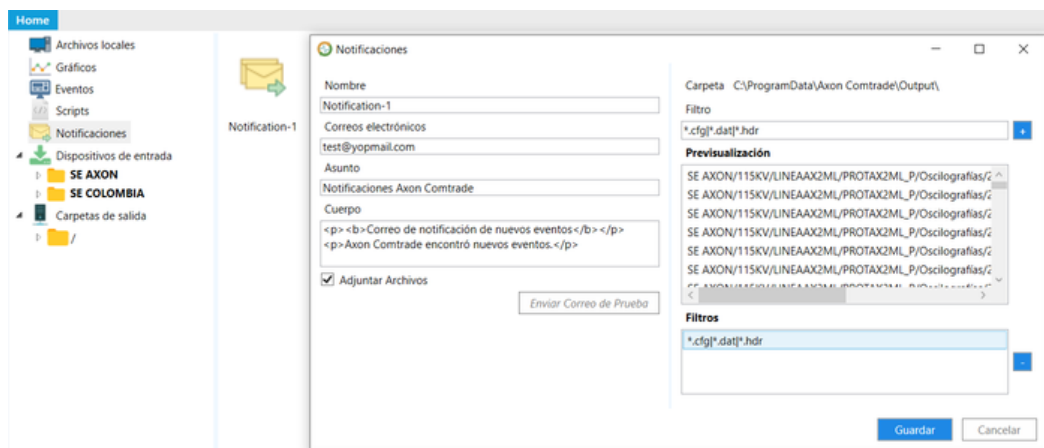 Home
Archivos locales
Gráficos
Eventos
Scripts
Notificaciones
Dispositivos de entrada
SE AXON
SE COLOMBIA
Carpetas de salida
/
Notification-1
Notificaciones
Nombre
Notification-1
Correos electrónicos
test@yopmail.com
Asunto
Notificaciones Axon Comtrade
Cuerpo
<p><b>Correo de notificación de nuevos eventos</b></p>
<p>Axon Comtrade encontró nuevos eventos.</p>
Adjuntar Archivos
Enviar Correo de Prueba
Carpeta C:\ProgramData\Axon Comtrade\Output\
Filtro
*.cfg|*.dat|*.hdr
+
Previsualización
SE AXON/115KV/LINEAAX2ML/PROTAX2ML_P/Oscilografías/2
SE AXON/115KV/LINEAAX2ML/PROTAX2ML_P/Oscilografías/2
SE AXON/115KV/LINEAAX2ML/PROTAX2ML_P/Oscilografías/2
SE AXON/115KV/LINEAAX2ML/PROTAX2ML_P/Oscilografías/2
SE AXON/115KV/LINEAAX2ML/PROTAX2ML_P/Oscilografías/2
SE AXON/115KV/LINEAAX2ML/PROTAX2ML_P/Oscilografías/2
Filtros
*.cfg|*.dat|*.hdr
-
Guardar
Cancelar